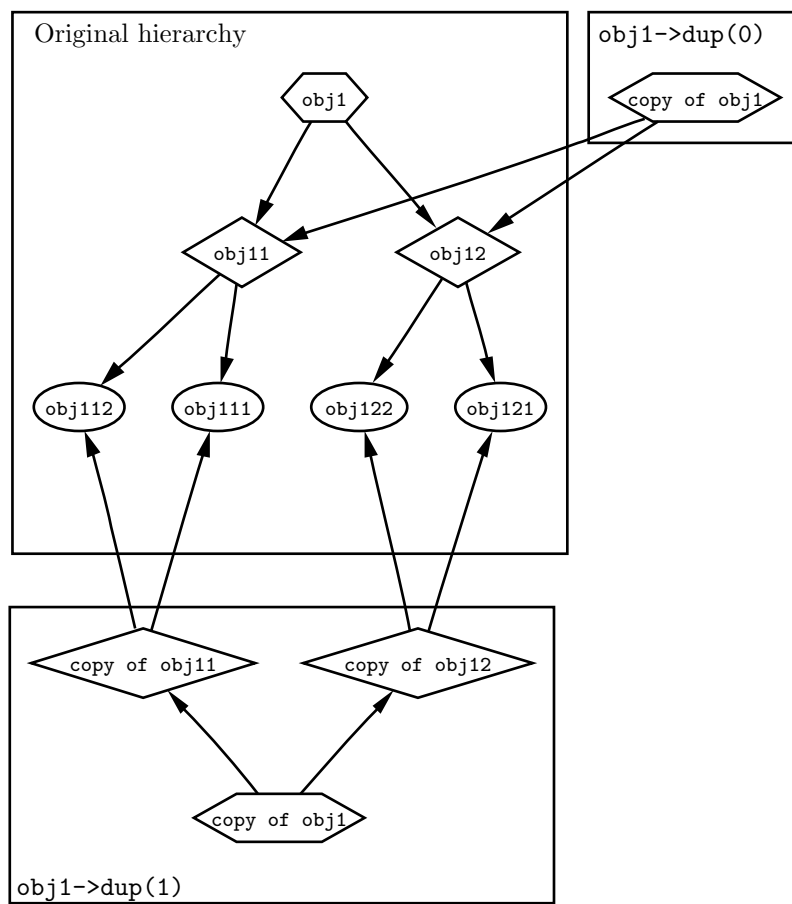 Original hierarchy
obj1->dup(0)
obj1
copy of obj1
obj11
obj12
obj112
obj111
obj122
obj121
copy of obj11
copy of obj12
copy of obj1
obj1->dup(1)